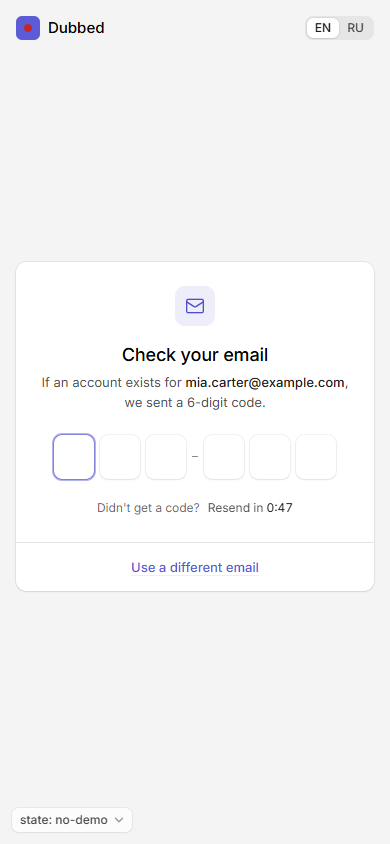 Dubbed
EN RU
Check your email
If an account exists for mia.carter@example.com,
we sent a 6-digit code.
–
Didn't get a code? Resend in 0:47
Use a different email
state: no-demo